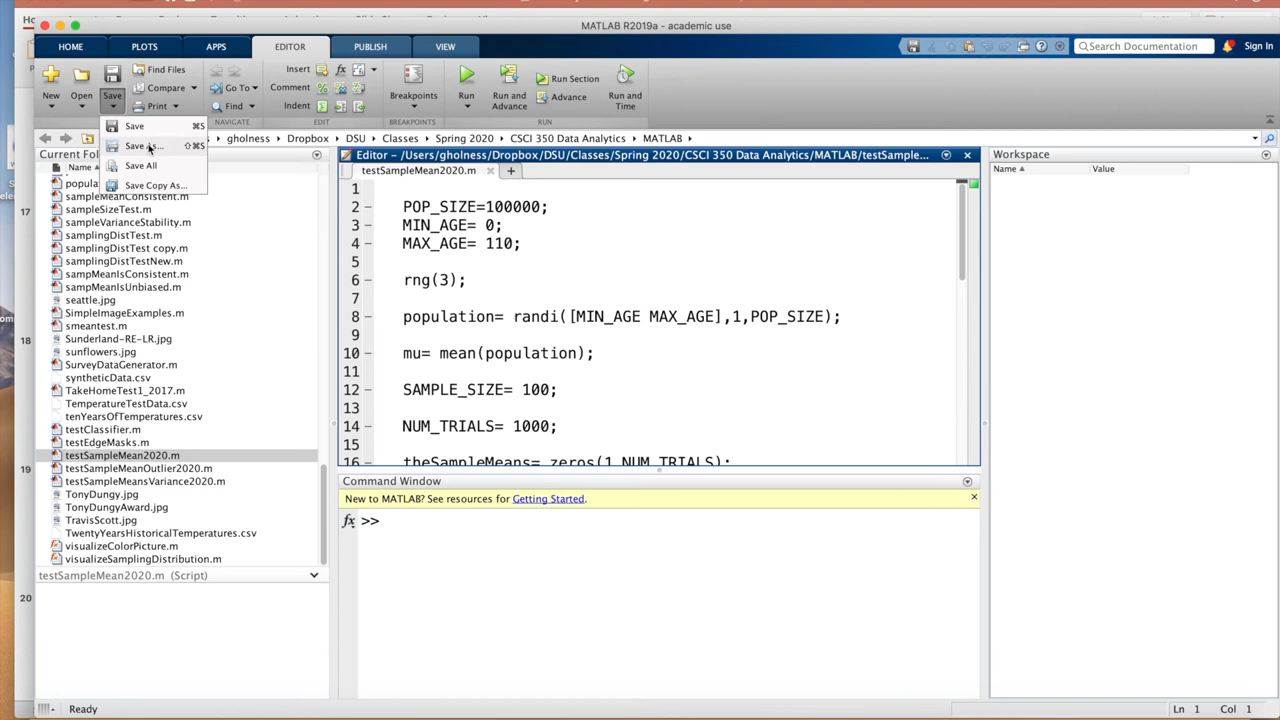 MATLAB R2019a - academic use
HOME PLOTS APPS EDITOR PUBLISH VIEW
Search Documentation Sign In
New Open Save
Find Files
Compare
Print
Go To
Find
NAVIGATE
Insert
Comment
Indent
EDIT
Breakpoints
BREAKPOINTS
Run
Run and Advance
Run Section
Advance
Run and Time
RUN
Save ⌘S
Save As... ⇧⌘S
Save All
Save Copy As...
gholness Dropbox DSU Classes Spring 2020 CSCI 350 Data Analytics MATLAB
Current Fol
Name
popula
sampleMeanConsistent.m
sampleSizeTest.m
sampleVarianceStability.m
samplingDistTest.m
samplingDistTest copy.m
samplingDistTestNew.m
sampMeanIsConsistent.m
sampMeanIsUnbiased.m
seattle.jpg
SimpleImageExamples.m
smeantest.m
Sunderland-RE-LR.jpg
sunflowers.jpg
SurveyDataGenerator.m
syntheticData.csv
TakeHomeTest1_2017.m
TemperatureTestData.csv
tenYearsOfTemperatures.csv
testClassifier.m
testEdgeMasks.m
testSampleMean2020.m
testSampleMeanOutlier2020.m
testSampleMeansVariance2020.m
TonyDungy.jpg
TonyDungyAward.jpg
TravisScott.jpg
TwentyYearsHistoricalTemperatures.csv
visualizeColorPicture.m
visualizeSamplingDistribution.m
testSampleMean2020.m (Script)
17
18
19
20
Editor - /Users/gholness/Dropbox/DSU/Classes/Spring 2020/CSCI 350 Data Analytics/MATLAB/testSample...
testSampleMean2020.m
1
2 POP_SIZE=100000;
3 MIN_AGE= 0;
4 MAX_AGE= 110;
5
6 rng(3);
7
8 population= randi([MIN_AGE MAX_AGE],1,POP_SIZE);
9
10 mu= mean(population);
11
12 SAMPLE_SIZE= 100;
13
14 NUM_TRIALS= 1000;
15
16 theSampleMeans= zeros(1,NUM_TRIALS);
Command Window
New to MATLAB? See resources for Getting Started.
fx >>
Workspace
Name Value
Ready
Ln 1 Col 1